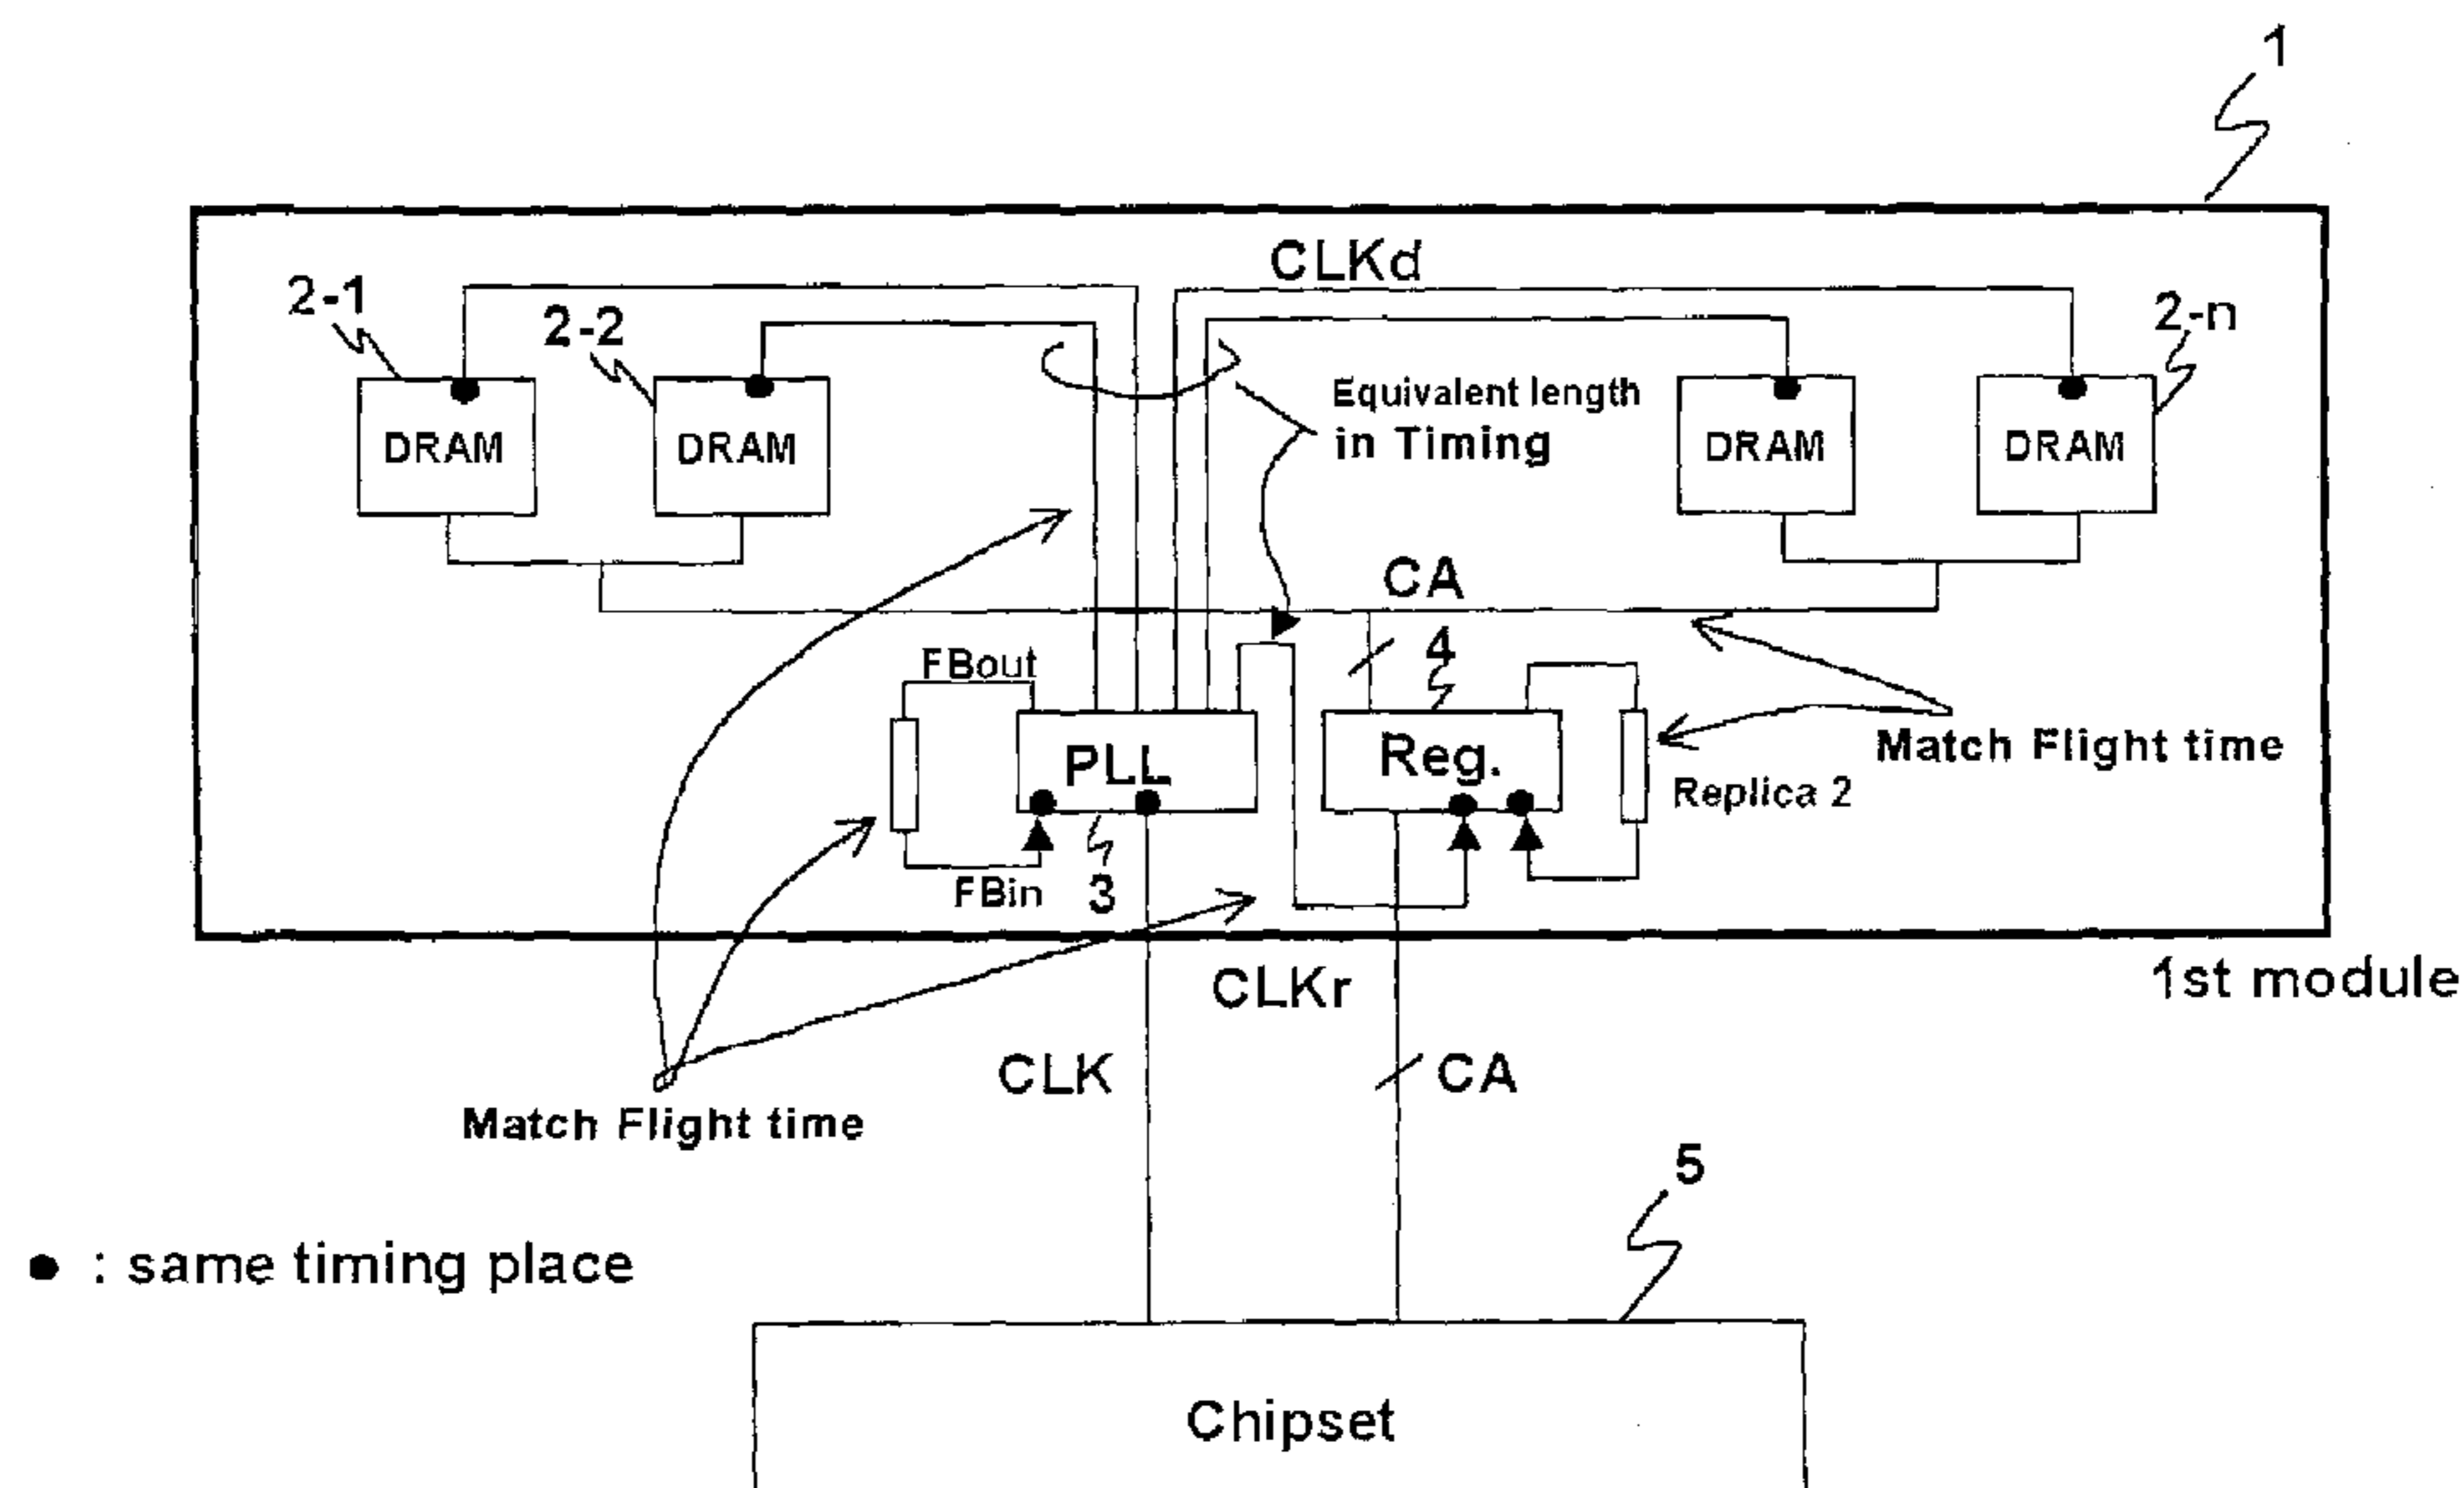 1
CLKd
2-1
2-2
2-n
Equivalent length
in Timing
DRAM
DRAM
DRAM
DRAM
CA
4
FBout
PLL
Reg.
Match Flight time
Replica 2
FBin
3
1st module
CLKr
CLK
CA
Match Flight time
5
: same timing place
Chipset